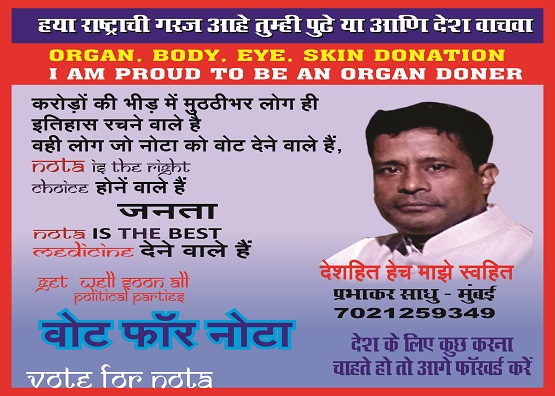 हया राष्ट्राची गरज आहे तुम्ही पुढे या आणि देश वाचवा
ORGAN, BODY, EYE, SKIN DONATION
I AM PROUD TO BE AN ORGAN DONER
करोड़ों की भीड़ में मुठ्ठीभर लोग ही
इतिहास रचने वाले है
वही लोग जो नोटा को वोट देने वाले हैं,
nota is the right
choice होनें वाले हैं
जनता
nota IS THE BEST
medicine देने वाले हैं
get well soon all
political parties
वोट फॉर नोटा
vote for nota
देशहित हेच माझे स्वहित
प्रभाकर साधु - मुंबई
7021259349
देश के लिए कुछ करना
चाहते हो तो आगे फॉरवर्ड करें